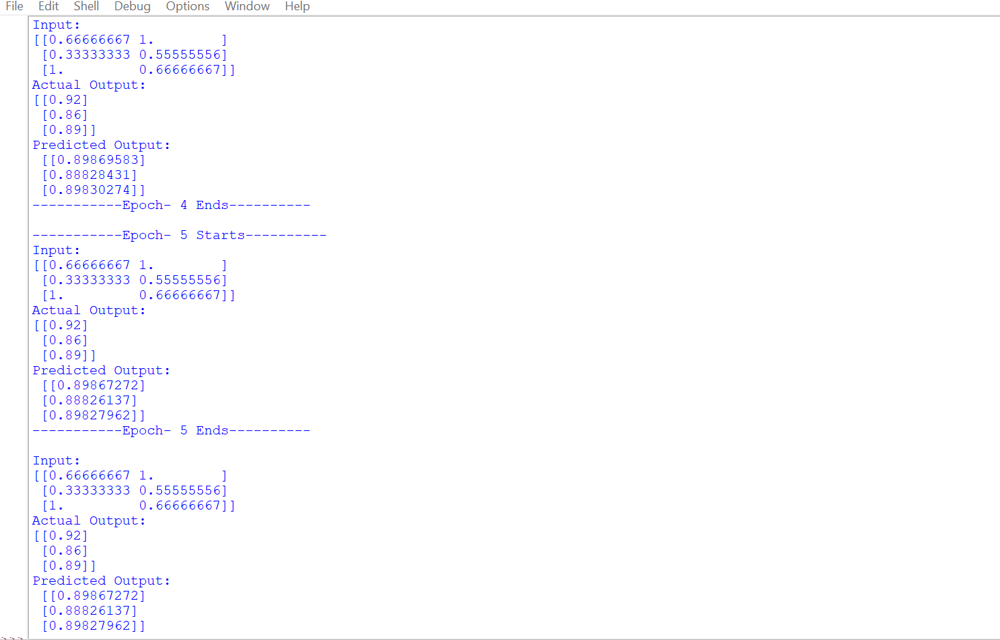 File Edit Shell Debug Options Window Help
Input:
[[0.66666667 1.        ]
 [0.33333333 0.55555556]
 [1.         0.66666667]]
Actual Output:
[[0.92]
 [0.86]
 [0.89]]
Predicted Output:
 [[0.89869583]
 [0.88828431]
 [0.89830274]]
-----------Epoch- 4 Ends----------
-----------Epoch- 5 Starts----------
Input:
[[0.66666667 1.        ]
 [0.33333333 0.55555556]
 [1.         0.66666667]]
Actual Output:
[[0.92]
 [0.86]
 [0.89]]
Predicted Output:
 [[0.89867272]
 [0.88826137]
 [0.89827962]]
-----------Epoch- 5 Ends----------
Input:
[[0.66666667 1.        ]
 [0.33333333 0.55555556]
 [1.         0.66666667]]
Actual Output:
[[0.92]
 [0.86]
 [0.89]]
Predicted Output:
 [[0.89867272]
 [0.88826137]
 [0.89827962]]
>>>